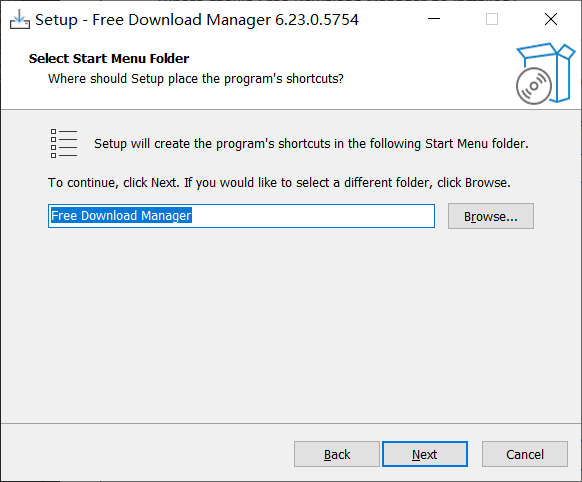 Setup - Free Download Manager 6.23.0.5754
Select Start Menu Folder
Where should Setup place the program's shortcuts?
Setup will create the program's shortcuts in the following Start Menu folder.
To continue, click Next. If you would like to select a different folder, click Browse.
Free Download Manager
Browse...
Back
Next
Cancel